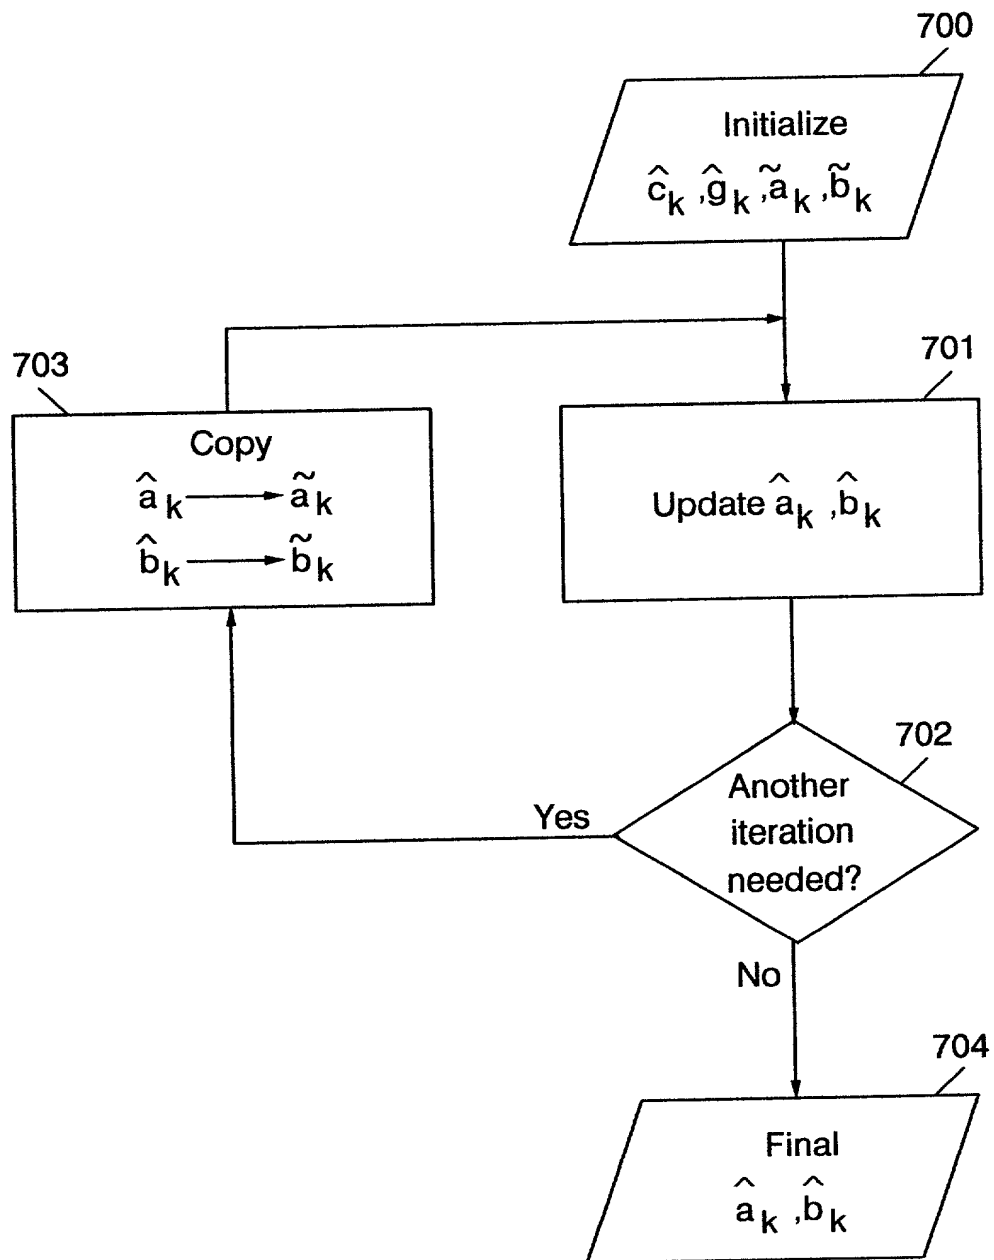 700
Initialize
ĉk ,ĝk ,ãk ,b̃k
703
Copy
âk ⟶ ãk
b̂k ⟶ b̃k
701
Update âk ,b̂k
702
Another
iteration
needed?
Yes
No
704
Final
âk ,b̂k